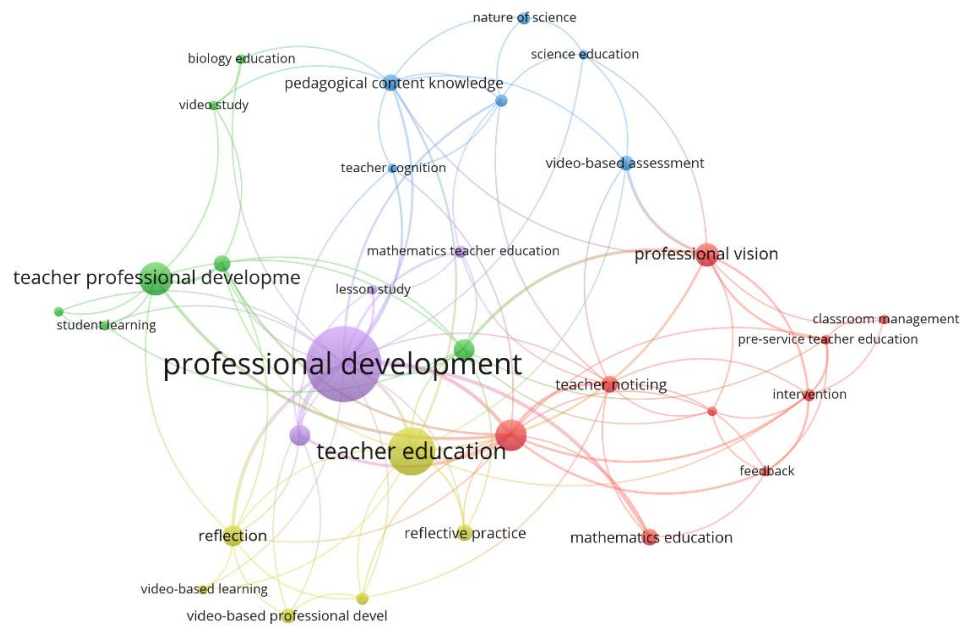 nature of science
science education
biology education
pedagogical content knowledge
video study
video-based assessment
teacher cognition
mathematics teacher education
professional vision
teacher professional developme
lesson study
classroom management
student learning
pre-service teacher education
professional development
teacher noticing
intervention
teacher education
feedback
reflection
reflective practice
mathematics education
video-based learning
video-based professional devel